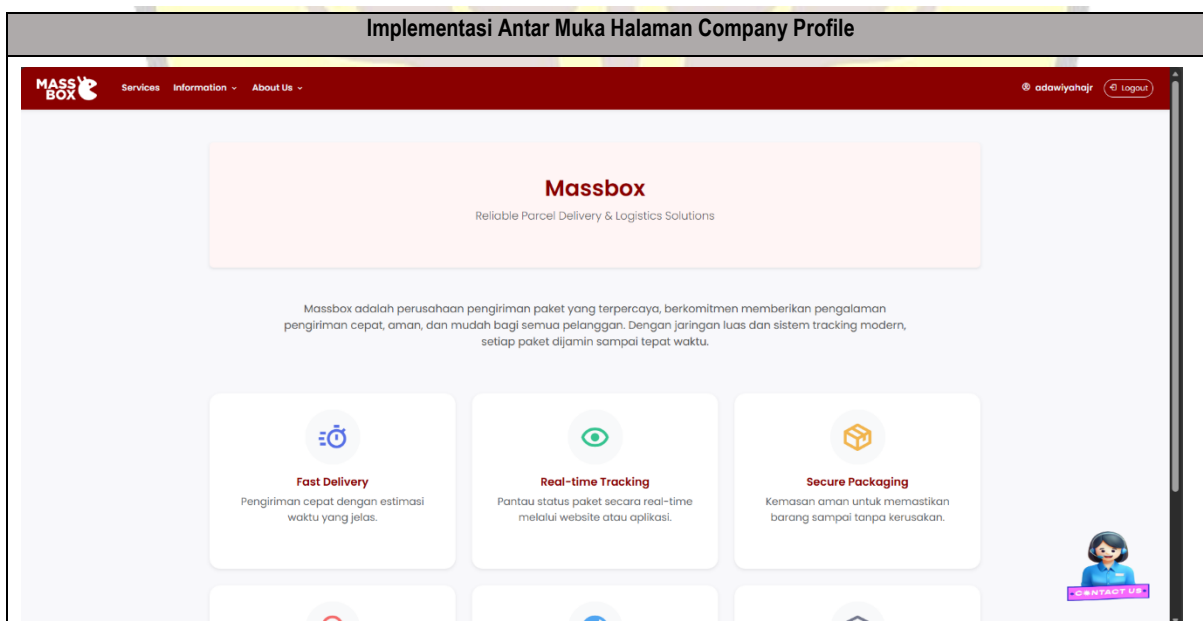 Implementasi Antar Muka Halaman Company Profile
MASS
BOX
Services Information About Us
adawiyahajr Logout
Massbox
Reliable Parcel Delivery & Logistics Solutions
Massbox adalah perusahaan pengiriman paket yang terpercaya, berkomitmen memberikan pengalaman
pengiriman cepat, aman, dan mudah bagi semua pelanggan. Dengan jaringan luas dan sistem tracking modern,
setiap paket dijamin sampai tepat waktu.
Fast Delivery
Pengiriman cepat dengan estimasi
waktu yang jelas.
Real-time Tracking
Pantau status paket secara real-time
melalui website atau aplikasi.
Secure Packaging
Kemasan aman untuk memastikan
barang sampai tanpa kerusakan.
CONTACT US